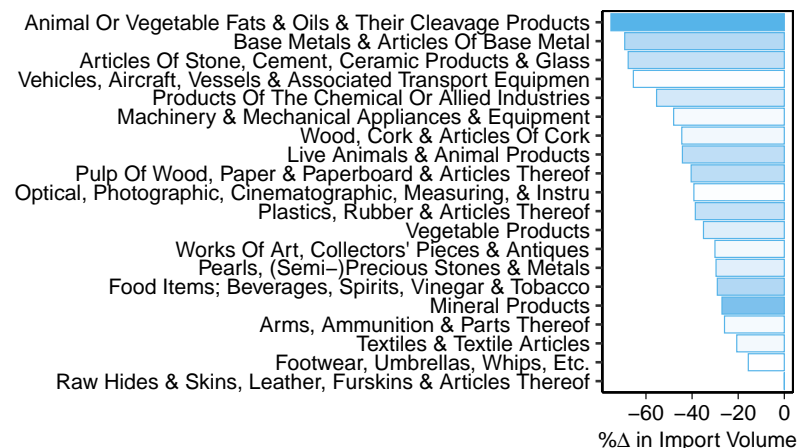 Animal Or Vegetable Fats & Oils & Their Cleavage Products
Base Metals & Articles Of Base Metal
Articles Of Stone, Cement, Ceramic Products & Glass
Vehicles, Aircraft, Vessels & Associated Transport Equipmen
Products Of The Chemical Or Allied Industries
Machinery & Mechanical Appliances & Equipment
Wood, Cork & Articles Of Cork
Live Animals & Animal Products
Pulp Of Wood, Paper & Paperboard & Articles Thereof
Optical, Photographic, Cinematographic, Measuring, & Instru
Plastics, Rubber & Articles Thereof
Vegetable Products
Works Of Art, Collectors' Pieces & Antiques
Pearls, (Semi−)Precious Stones & Metals
Food Items; Beverages, Spirits, Vinegar & Tobacco
Mineral Products
Arms, Ammunition & Parts Thereof
Textiles & Textile Articles
Footwear, Umbrellas, Whips, Etc.
Raw Hides & Skins, Leather, Furskins & Articles Thereof
−60 −40 −20 0
%Δ in Import Volume